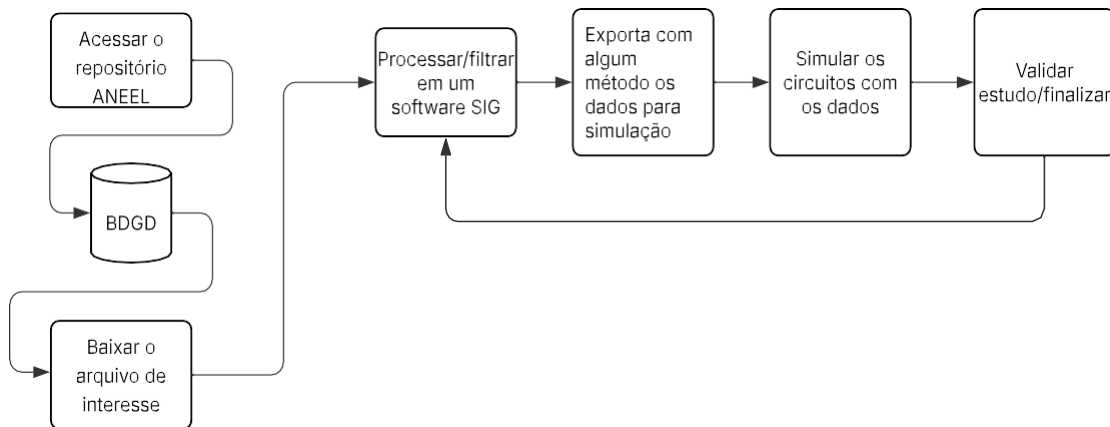 Acessar o
repositório
ANEEL
BDGD
Baixar o
arquivo de
interesse
Processar/filtrar
em um
software SIG
Exporta com
algum
método os
dados para
simulação
Simular os
circuitos com
os dados
Validar
estudo/finalizar